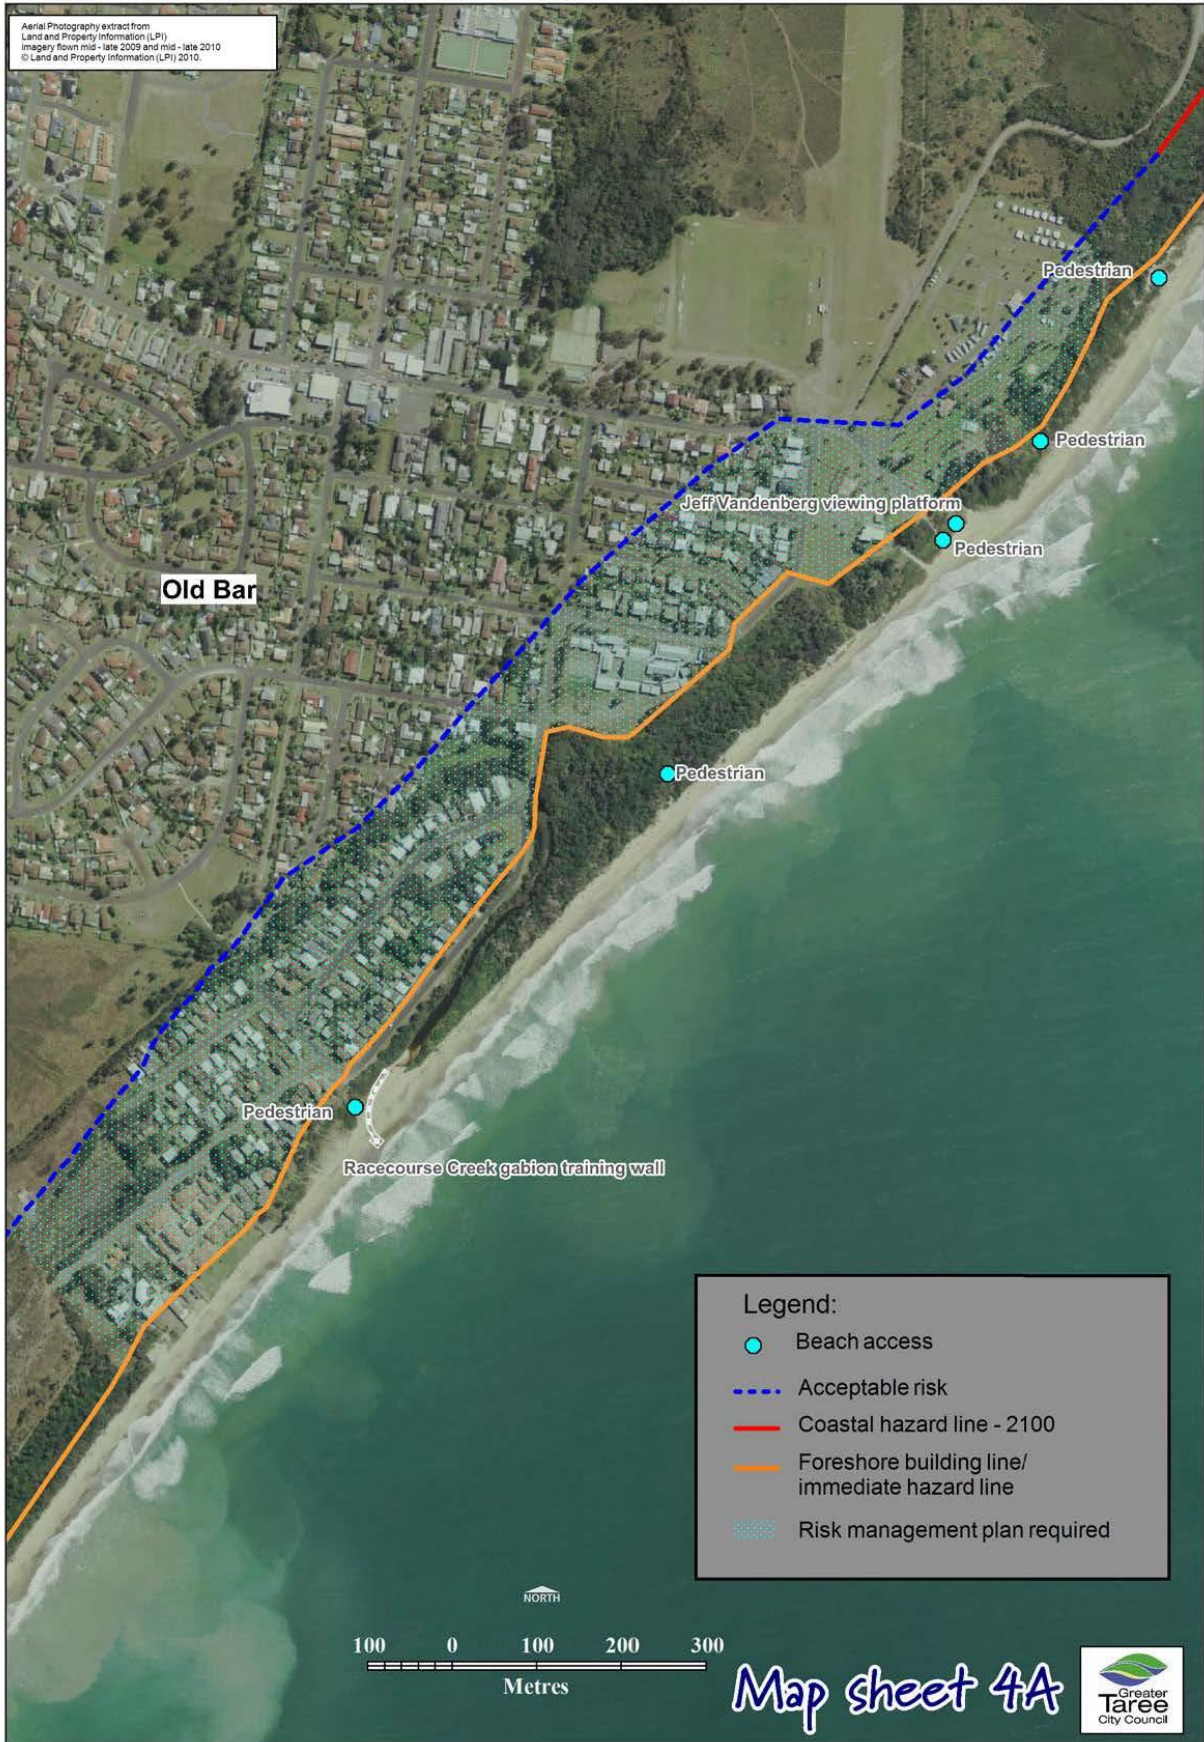 Aerial Photography extract from
Land and Property Information (LPI)
Imagery flown mid - late 2009 and mid - late 2010
© Land and Property Information (LPI) 2010.
Pedestrian
Pedestrian
Jeff Vandenberg viewing platform
Pedestrian
Old Bar
Pedestrian
Pedestrian
Racecourse Creek gabion training wall
Legend:
Beach access
Acceptable risk
Coastal hazard line - 2100
Foreshore building line/
immediate hazard line
Risk management plan required
NORTH
100 0 100 200 300
Metres
Map sheet 4A
Greater
Taree
City Council